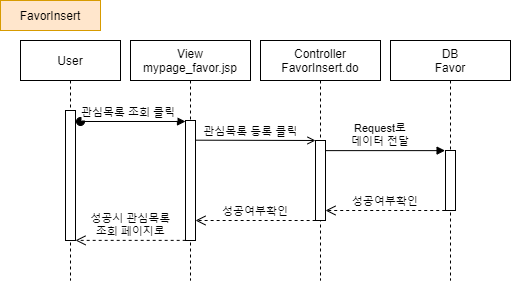 FavorInsert
User
View
mypage_favor.jsp
Controller
FavorInsert.do
DB
Favor
관심목록 조회 클릭
관심목록 등록 클릭
Request로
데이터 전달
성공여부확인
성공여부확인
성공시 관심목록
조회 페이지로